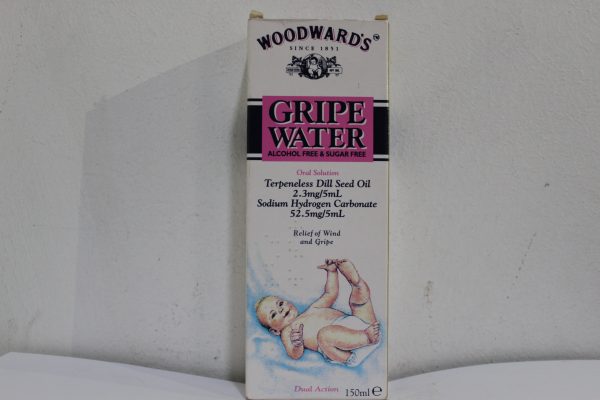 WOODWARD'S™
SINCE 1851
GRIPE
WATER
ALCOHOL FREE & SUGAR FREE
Oral Solution
Terpeneless Dill Seed Oil
2.3mg/5mL
Sodium Hydrogen Carbonate
52.5mg/5mL
Relief of Wind
and Gripe
Dual Action
150ml ℮